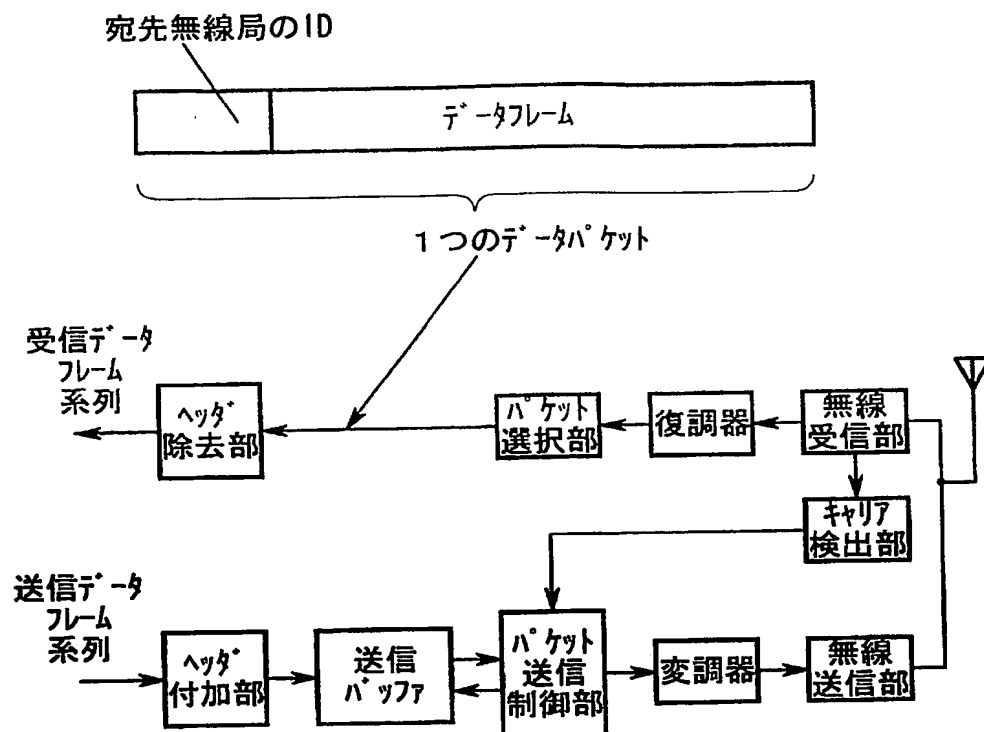 宛先無線局のID
データフレーム
1つのデータパケット
受信データ
フレーム
系列
ヘッダ
除去部
パケット
選択部
復調器
無線
受信部
キャリア
検出部
送信データ
フレーム
系列
ヘッダ
付加部
送信
バッファ
パケット
送信
制御部
変調器
無線
送信部